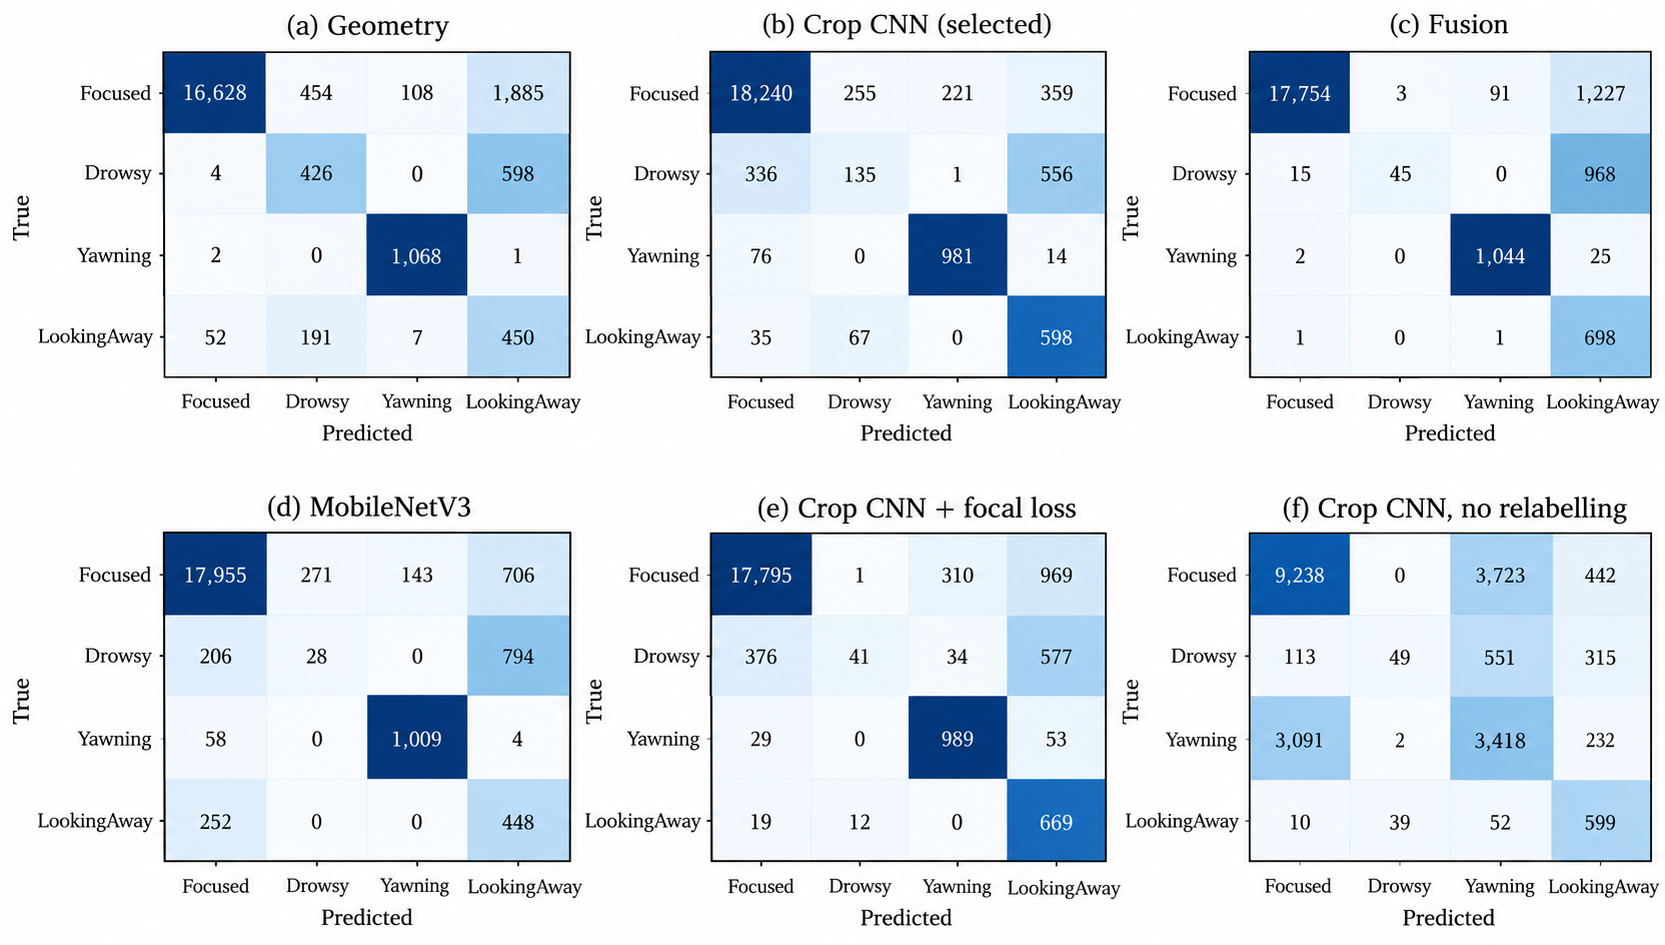 (a) Geometry
True
Focused 16,628 454 108 1,885
Drowsy 4 426 0 598
Yawning 2 0 1,068 1
LookingAway 52 191 7 450
Focused Drowsy Yawning LookingAway
Predicted
(b) Crop CNN (selected)
True
Focused 18,240 255 221 359
Drowsy 336 135 1 556
Yawning 76 0 981 14
LookingAway 35 67 0 598
Focused Drowsy Yawning LookingAway
Predicted
(c) Fusion
True
Focused 17,754 3 91 1,227
Drowsy 15 45 0 968
Yawning 2 0 1,044 25
LookingAway 1 0 1 698
Focused Drowsy Yawning LookingAway
Predicted
(d) MobileNetV3
True
Focused 17,955 271 143 706
Drowsy 206 28 0 794
Yawning 58 0 1,009 4
LookingAway 252 0 0 448
Focused Drowsy Yawning LookingAway
Predicted
(e) Crop CNN + focal loss
True
Focused 17,795 1 310 969
Drowsy 376 41 34 577
Yawning 29 0 989 53
LookingAway 19 12 0 669
Focused Drowsy Yawning LookingAway
Predicted
(f) Crop CNN, no relabelling
True
Focused 9,238 0 3,723 442
Drowsy 113 49 551 315
Yawning 3,091 2 3,418 232
LookingAway 10 39 52 599
Focused Drowsy Yawning LookingAway
Predicted